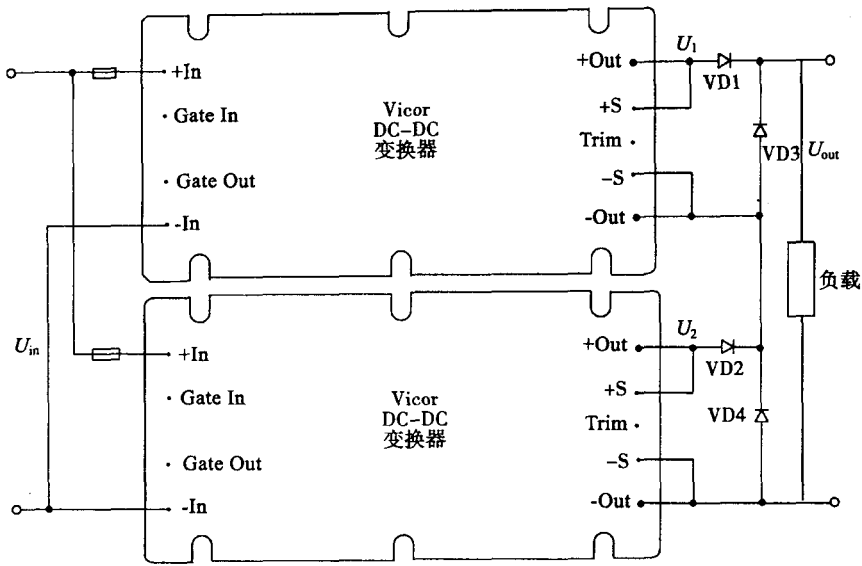 +In
Gate In
Gate Out
-In
Vicor
DC-DC
变换器
+Out
+S
Trim
-S
-Out
U1
VD1
VD3
Uout
负载
Uin
+In
Gate In
Gate Out
-In
Vicor
DC-DC
变换器
+Out
+S
Trim
-S
-Out
U2
VD2
VD4